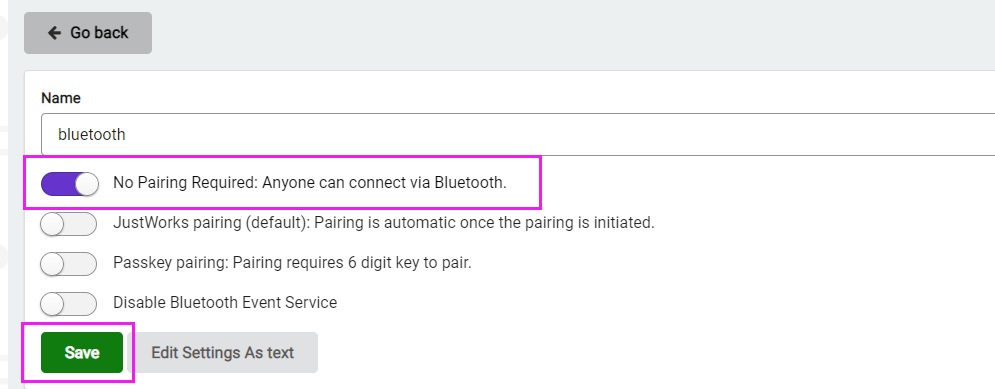 Go back
Name
bluetooth
No Pairing Required: Anyone can connect via Bluetooth.
JustWorks pairing (default): Pairing is automatic once the pairing is initiated.
Passkey pairing: Pairing requires 6 digit key to pair.
Disable Bluetooth Event Service
Save Edit Settings As text